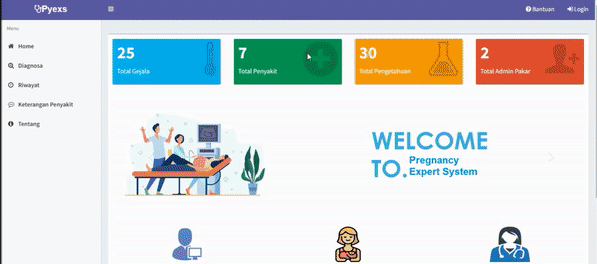 Pyexs
Bantuan
Login
Menu
Home
Diagnosa
Riwayat
Keterangan Penyakit
Tentang
25
Total Gejala
7
Total Penyakit
30
Total Pengetahuan
2
Total Admin Pakar
WELCOME
TO.
Pregnancy
Expert System